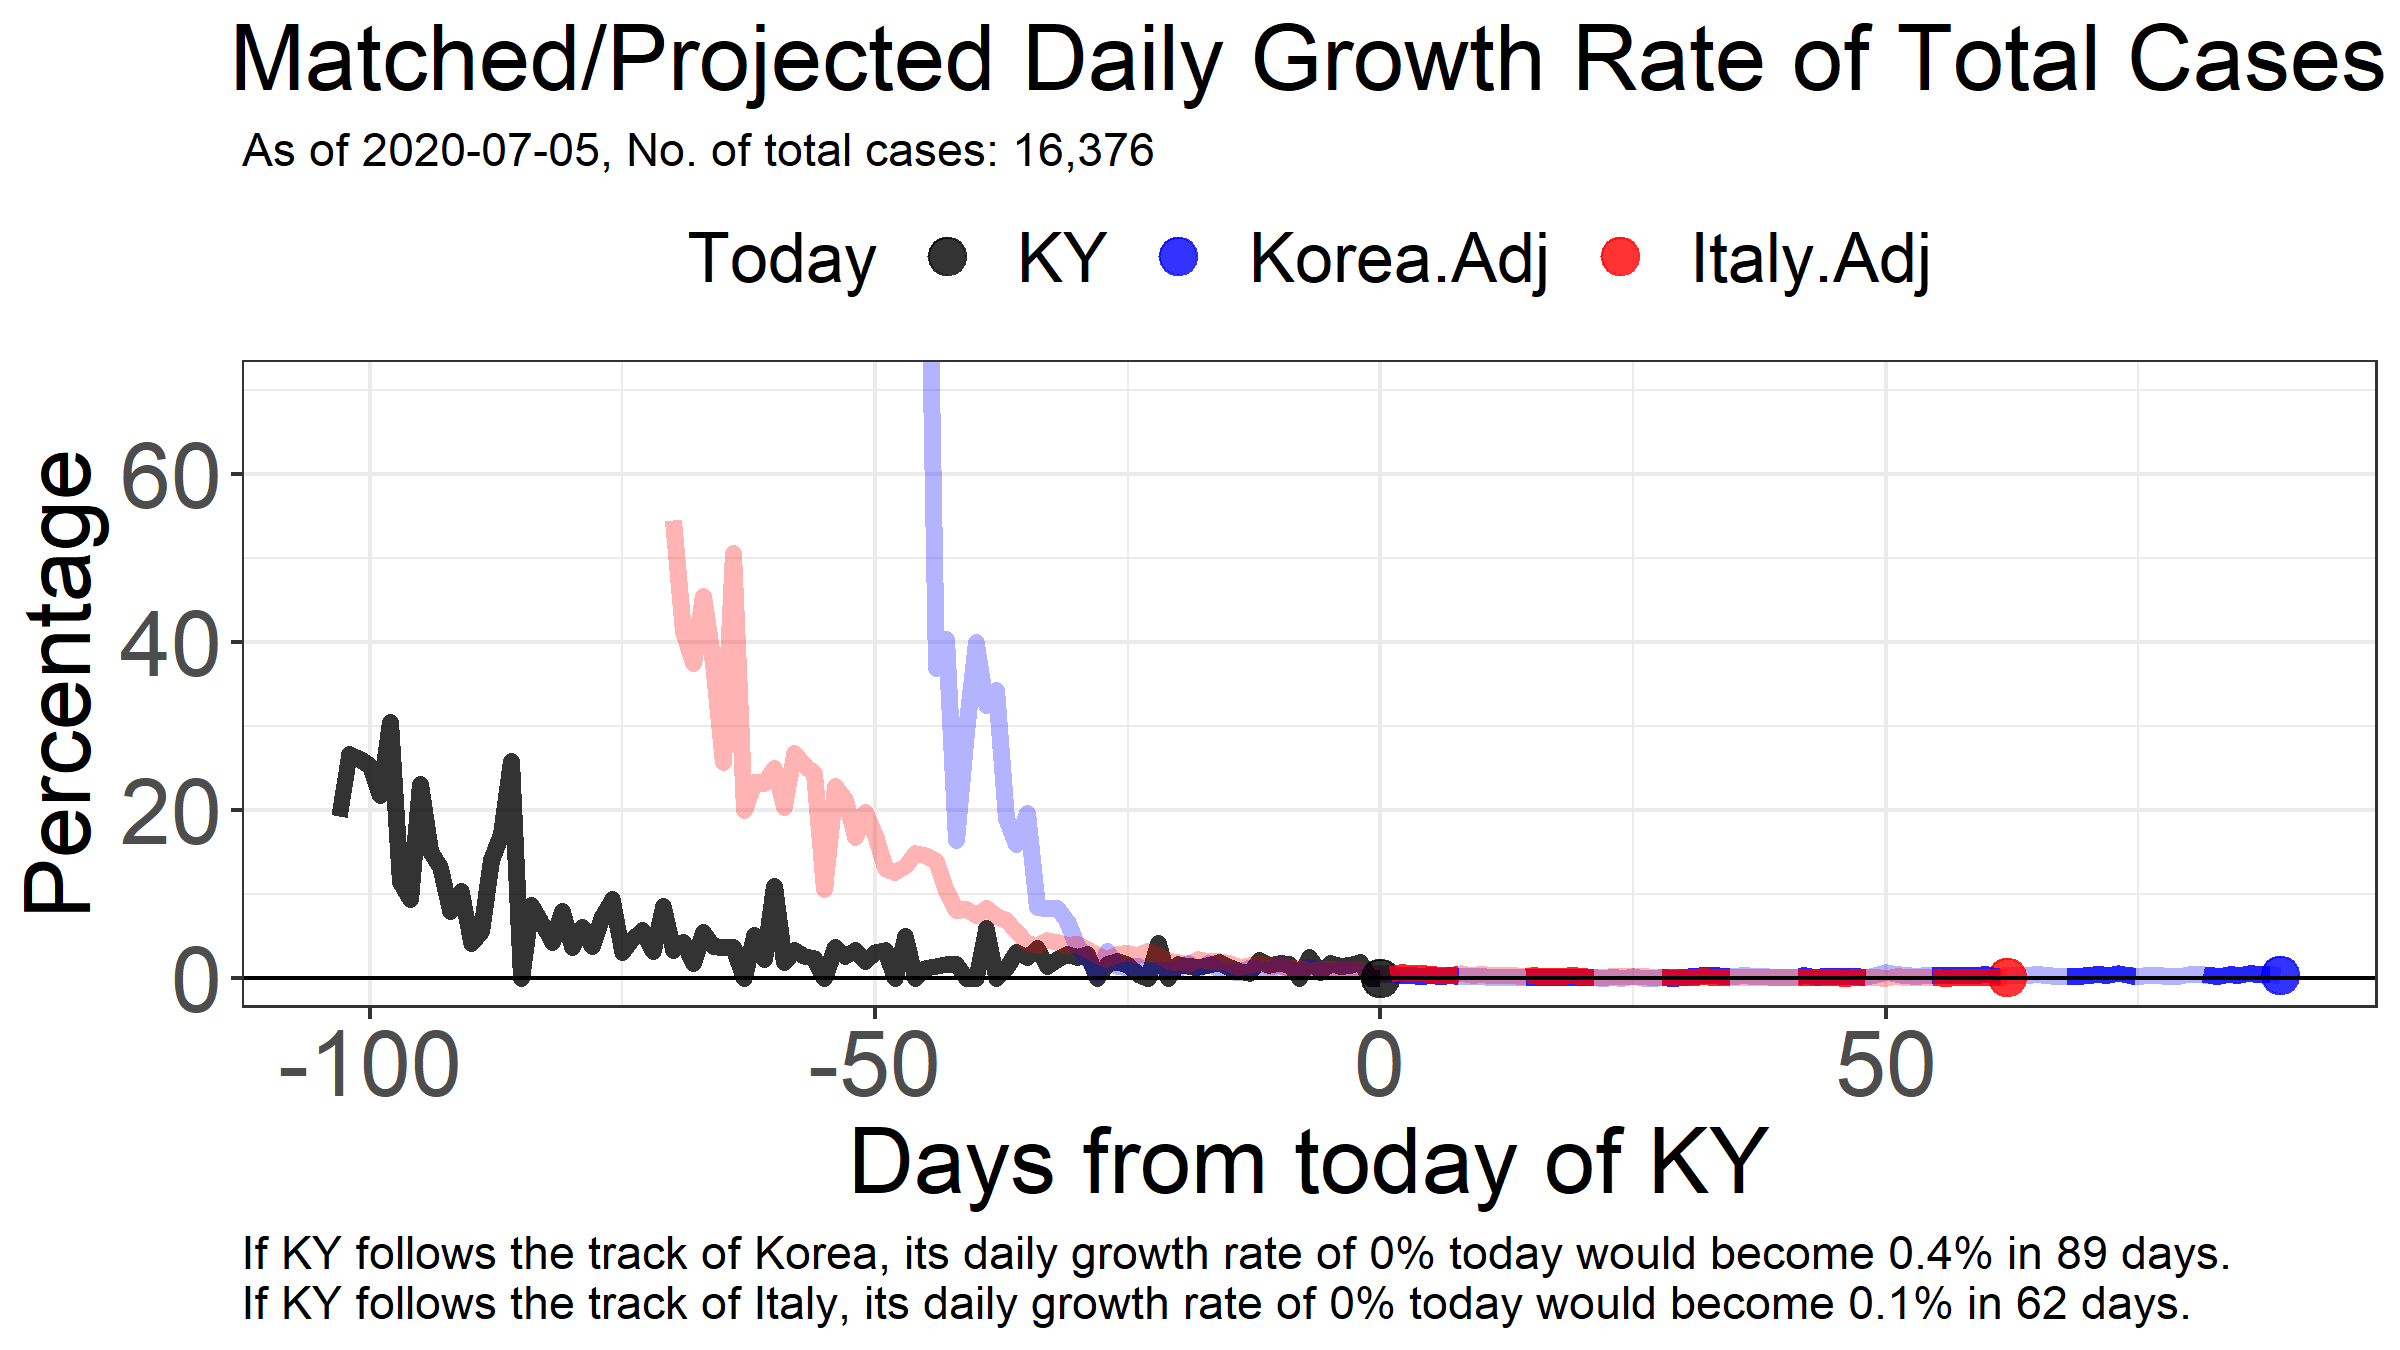 Matched/Projected Daily Growth Rate of Total Cases
As of 2020-07-05, No. of total cases: 16,376
Today KY Korea.Adj Italy.Adj
Percentage
60
40
20
0
-100 -50 0 50
Days from today of KY
If KY follows the track of Korea, its daily growth rate of 0% today would become 0.4% in 89 days.
If KY follows the track of Italy, its daily growth rate of 0% today would become 0.1% in 62 days.